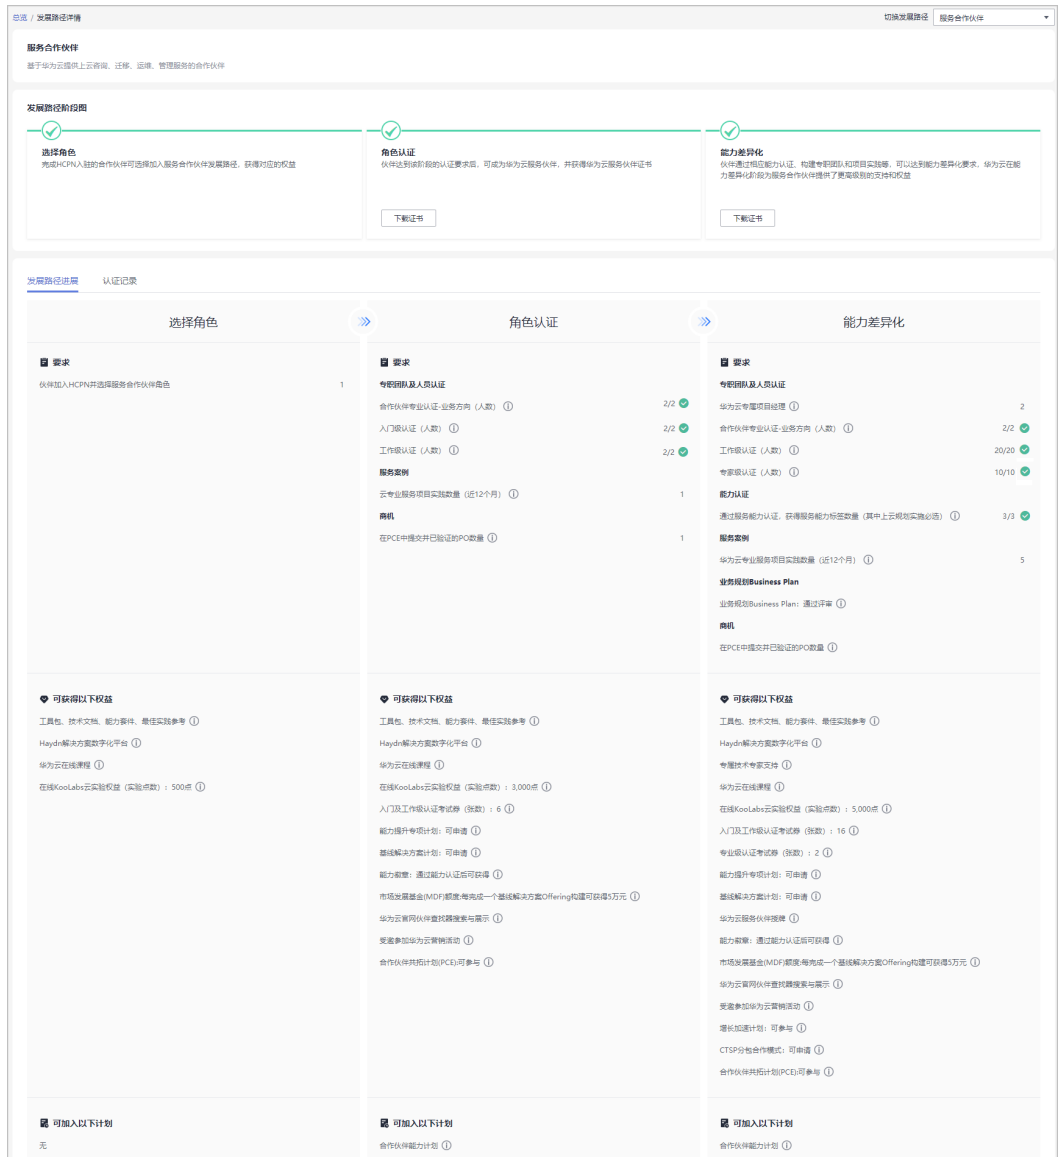 总览 / 发展路径详情
切换发展路径 服务合作伙伴
服务合作伙伴
基于华为云提供上云咨询、迁移、运维、管理服务的合作伙伴
发展路径阶段图
选择角色
完成HCPN入驻的合作伙伴可选择加入服务合作伙伴发展路径，获得对应的权益
角色认证
伙伴达到该阶段的认证要求后，可成为华为云服务伙伴，并获得华为云服务伙伴证书
下载证书
能力差异化
伙伴通过相应能力认证、构建专职团队和项目实践等，可以达到能力差异化要求，华为云在能
力差异化阶段为服务合作伙伴提供了更高级别的支持和权益
下载证书
发展路径进展 认证记录
选择角色
要求
伙伴加入HCPN并选择服务合作伙伴角色 1
可获得以下权益
工具包、技术文档、能力套件、最佳实践参考
Haydn解决方案数字化平台
华为云在线课程
在线KooLabs云实验权益（实验点数）：500点
可加入以下计划
无
角色认证
要求
专职团队及人员认证
合作伙伴专业认证-业务方向（人数） 2/2
入门级认证（人数） 2/2
工作级认证（人数） 2/2
服务案例
云专业服务项目实践数量（近12个月） 1
商机
在PCE中提交并已验证的PO数量 1
可获得以下权益
工具包、技术文档、能力套件、最佳实践参考
Haydn解决方案数字化平台
华为云在线课程
在线KooLabs云实验权益（实验点数）：3,000点
入门及工作级认证考试券（张数）：6
能力提升专项计划：可申请
基线解决方案计划：可申请
能力徽章：通过能力认证后可获得
市场发展基金(MDF)额度:每完成一个基线解决方案Offering构建可获得5万元
华为云官网伙伴查找器搜索与展示
受邀参加华为云营销活动
合作伙伴共拓计划(PCE):可参与
可加入以下计划
合作伙伴能力计划
能力差异化
要求
专职团队及人员认证
华为云专属项目经理 2
合作伙伴专业认证-业务方向（人数） 2/2
工作级认证（人数） 20/20
专家级认证（人数） 10/10
能力认证
通过服务能力认证，获得服务能力标签数量（其中上云规划实施必选） 3/3
服务案例
华为云专业服务项目实践数量（近12个月） 5
业务规划Business Plan
业务规划Business Plan：通过评审
商机
在PCE中提交并已验证的PO数量
可获得以下权益
工具包、技术文档、能力套件、最佳实践参考
Haydn解决方案数字化平台
专属技术专家支持
华为云在线课程
在线KooLabs云实验权益（实验点数）：5,000点
入门及工作级认证考试券（张数）：16
专业级认证考试券（张数）：2
能力提升专项计划：可申请
基线解决方案计划：可申请
华为云服务伙伴授牌
能力徽章：通过能力认证后可获得
市场发展基金(MDF)额度:每完成一个基线解决方案Offering构建可获得5万元
华为云官网伙伴查找器搜索与展示
受邀参加华为云营销活动
增长加速计划：可参与
CTSP分包合作模式：可申请
合作伙伴共拓计划(PCE):可参与
可加入以下计划
合作伙伴能力计划